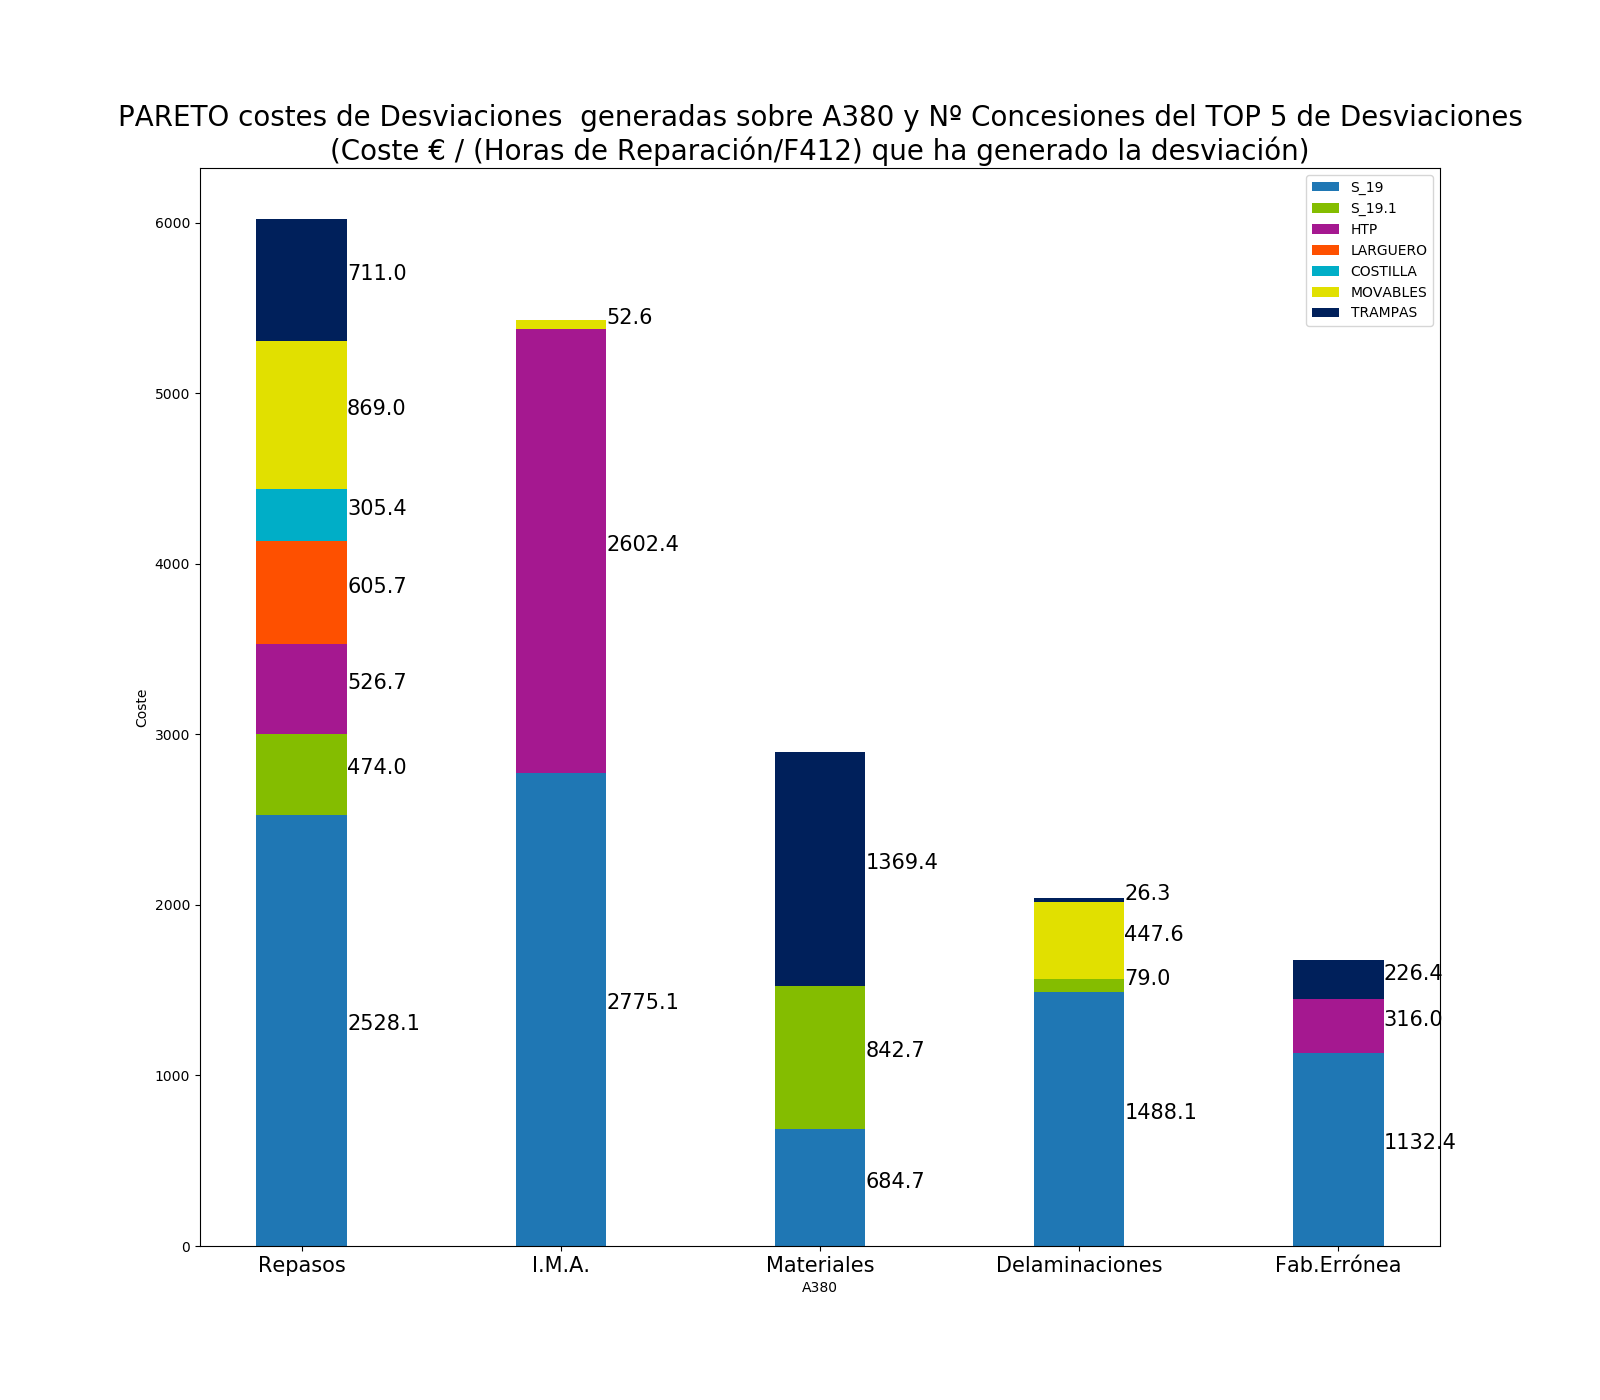 PARETO costes de Desviaciones  generadas sobre A380 y Nº Concesiones del TOP 5 de Desviaciones
(Coste € / (Horas de Reparación/F412) que ha generado la desviación)
S_19
S_19.1
HTP
LARGUERO
COSTILLA
MOVABLES
TRAMPAS
Coste
6000
5000
4000
3000
2000
1000
0
711.0
869.0
305.4
605.7
526.7
474.0
2528.1
52.6
2602.4
2775.1
1369.4
842.7
684.7
26.3
447.6
79.0
1488.1
226.4
316.0
1132.4
Repasos
I.M.A.
Materiales
Delaminaciones
Fab.Errónea
A380